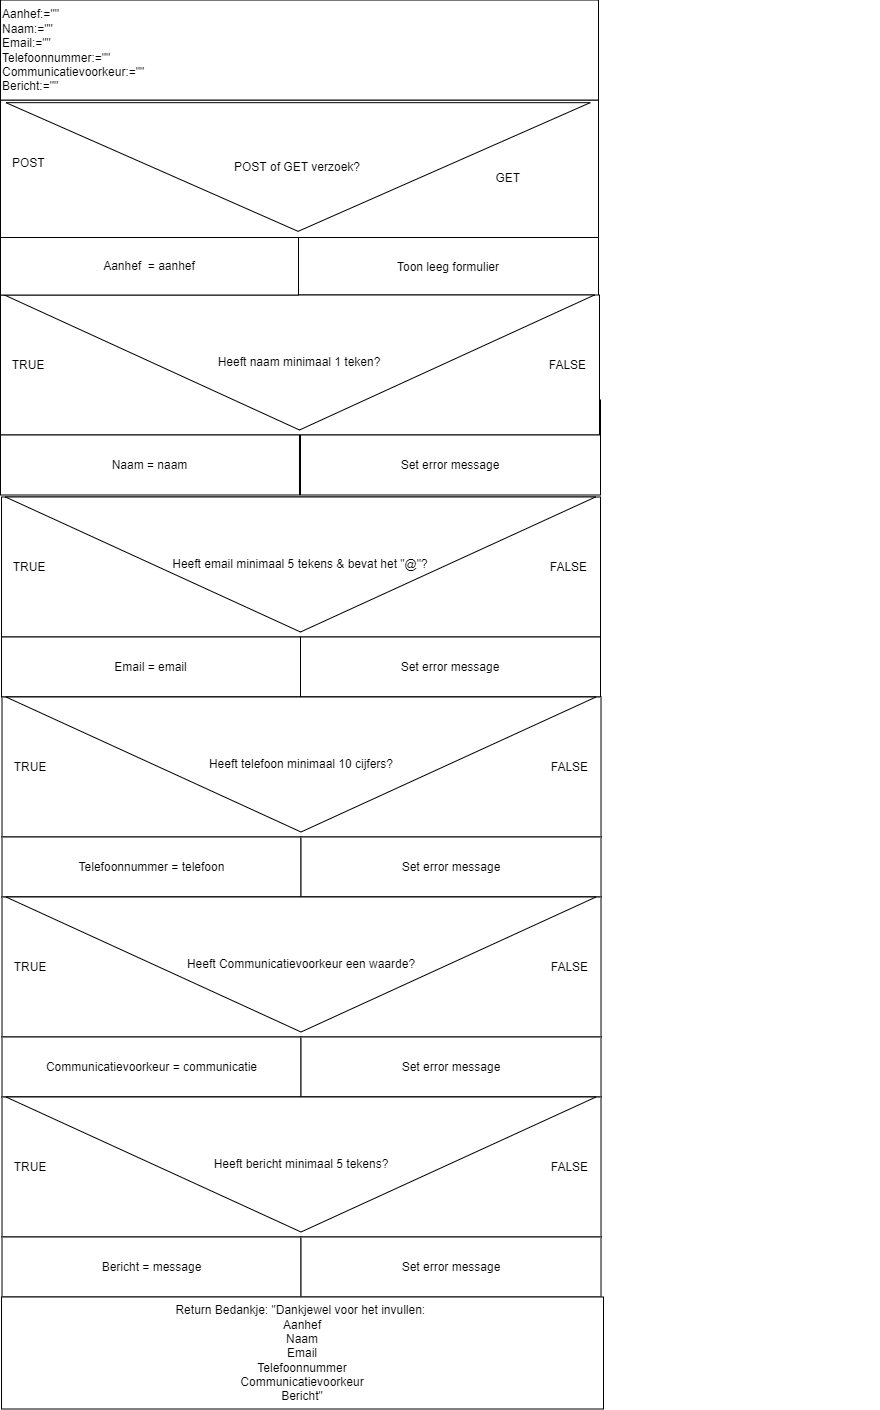 Aanhef:=""
Naam:=""
Email:=""
Telefoonnummer:=""
Communicatievoorkeur:=""
Bericht:=""
POST
POST of GET verzoek?
GET
Aanhef = aanhef
Toon leeg formulier
TRUE
Heeft naam minimaal 1 teken?
FALSE
Naam = naam
Set error message
TRUE
Heeft email minimaal 5 tekens & bevat het "@"?
FALSE
Email = email
Set error message
TRUE
Heeft telefoon minimaal 10 cijfers?
FALSE
Telefoonnummer = telefoon
Set error message
TRUE
Heeft Communicatievoorkeur een waarde?
FALSE
Communicatievoorkeur = communicatie
Set error message
TRUE
Heeft bericht minimaal 5 tekens?
FALSE
Bericht = message
Set error message
Return Bedankje: "Dankjewel voor het invullen:
Aanhef
Naam
Email
Telefoonnummer
Communicatievoorkeur
Bericht"